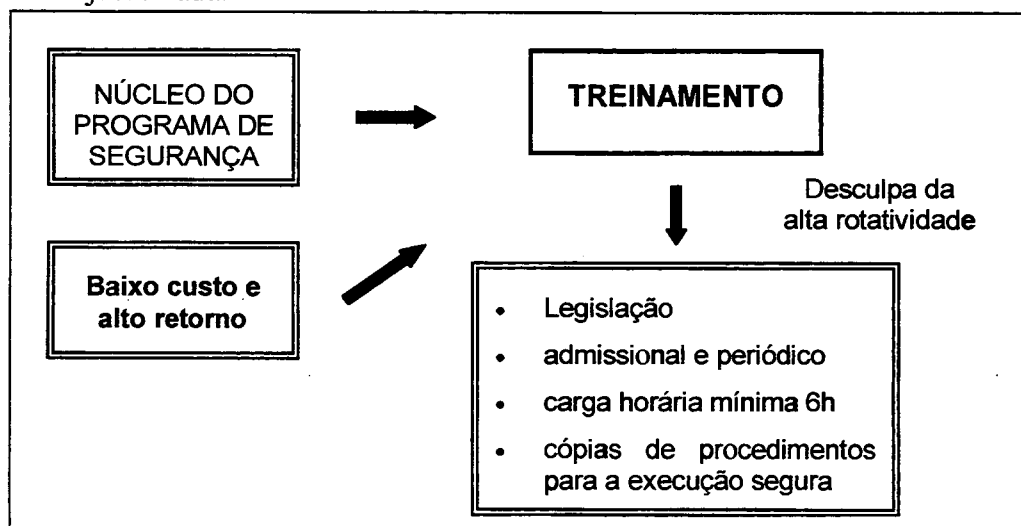 NÚCLEO DO
PROGRAMA DE
SEGURANÇA
TREINAMENTO
Desculpa da
alta rotatividade
Baixo custo e
alto retorno
• Legislação
• admissional e periódico
• carga horária mínima 6h
• cópias de procedimentos
para a execução segura